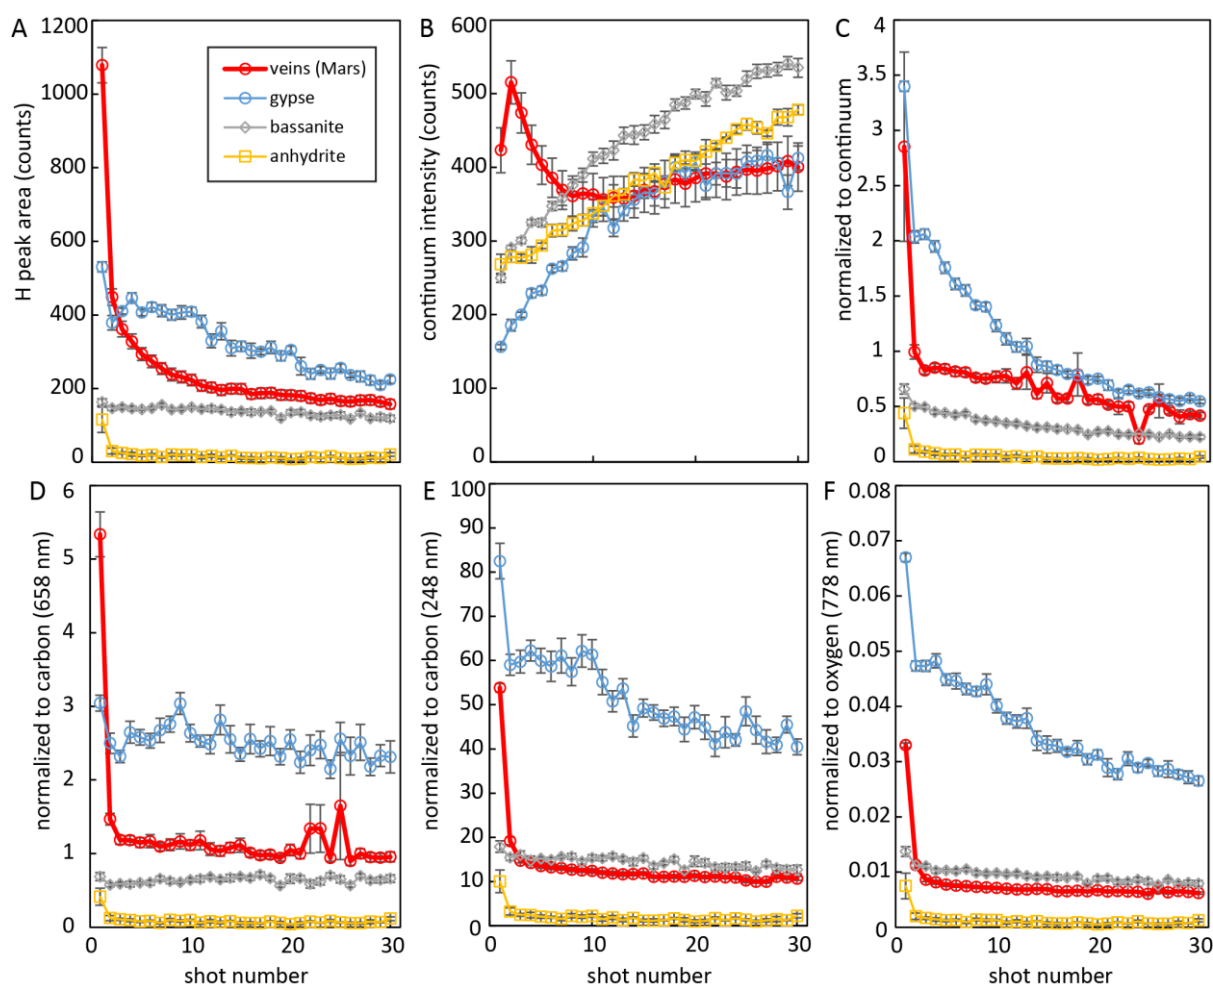 A
1200
1000
800
600
400
200
0
H peak area (counts)
veins (Mars)
gypse
bassanite
anhydrite
B
600
500
400
300
200
100
0
continuum intensity (counts)
C
4
3.5
3
2.5
2
1.5
1
0.5
0
normalized to continuum
D
6
5
4
3
2
1
0
normalized to carbon (658 nm)
0 10 20 30
shot number
E
100
90
80
70
60
50
40
30
20
10
0
normalized to carbon (248 nm)
0 10 20 30
shot number
F
0.08
0.07
0.06
0.05
0.04
0.03
0.02
0.01
0
normalized to oxygen (778 nm)
0 10 20 30
shot number